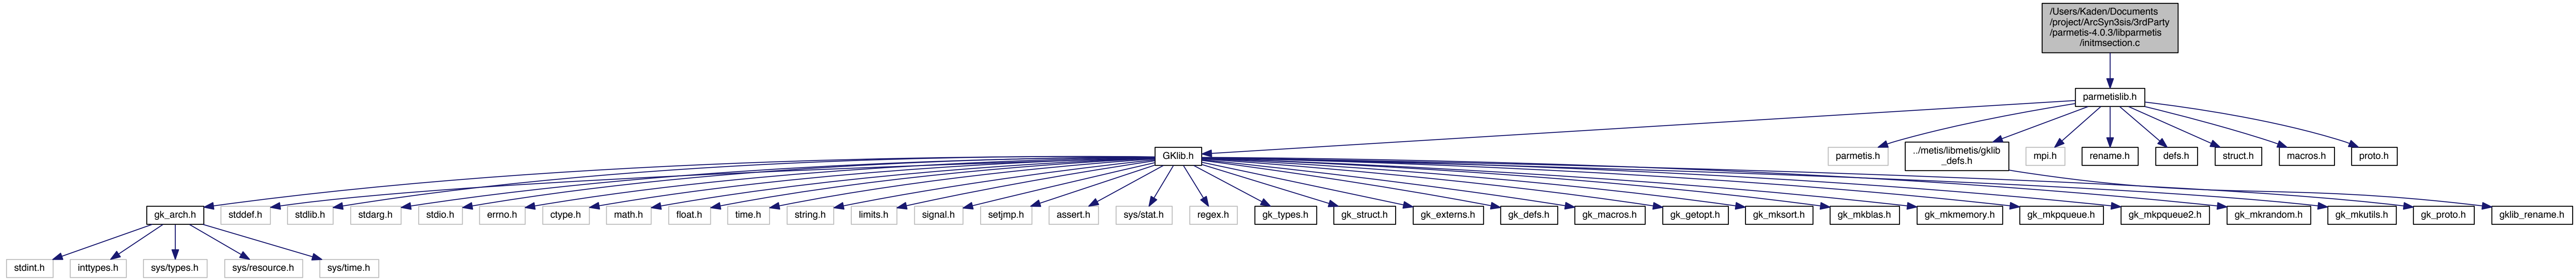 /Users/Kaden/Documents
/project/ArcSyn3sis/3rdParty
/parmetis-4.0.3/libparmetis
/initmsection.c
parmetislib.h
GKlib.h
parmetis.h
../metis/libmetis/gklib
_defs.h
mpi.h
rename.h
defs.h
struct.h
macros.h
proto.h
gk_arch.h
stddef.h
stdlib.h
stdarg.h
stdio.h
errno.h
ctype.h
math.h
float.h
time.h
string.h
limits.h
signal.h
setjmp.h
assert.h
sys/stat.h
regex.h
gk_types.h
gk_struct.h
gk_externs.h
gk_defs.h
gk_macros.h
gk_getopt.h
gk_mksort.h
gk_mkblas.h
gk_mkmemory.h
gk_mkpqueue.h
gk_mkpqueue2.h
gk_mkrandom.h
gk_mkutils.h
gk_proto.h
gklib_rename.h
stdint.h
inttypes.h
sys/types.h
sys/resource.h
sys/time.h